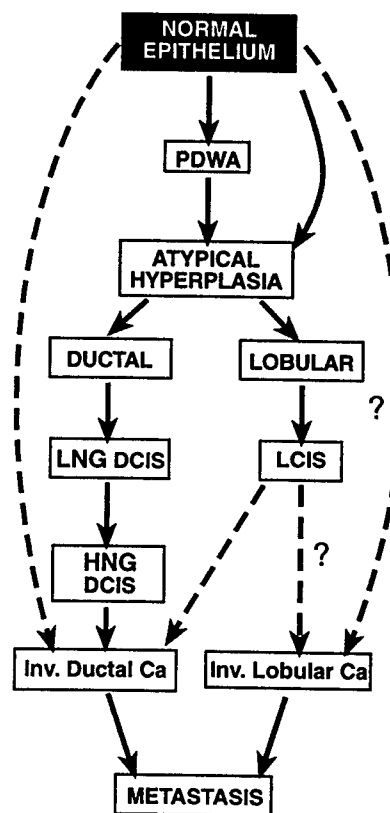 NORMAL
EPITHELIUM
PDWA
ATYPICAL
HYPERPLASIA
DUCTAL
LOBULAR
?
LNG DCIS
LCIS
?
HNG
DCIS
Inv. Ductal Ca
Inv. Lobular Ca
METASTASIS